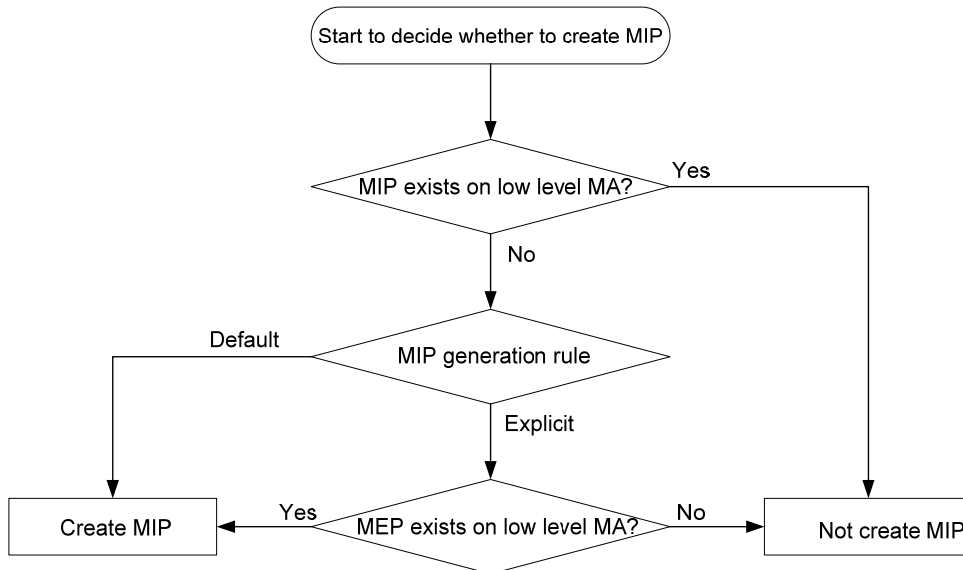 Start to decide whether to create MIP
MIP exists on low level MA?
Yes
No
Default
MIP generation rule
Explicit
Create MIP
Yes
MEP exists on low level MA?
No
Not create MIP